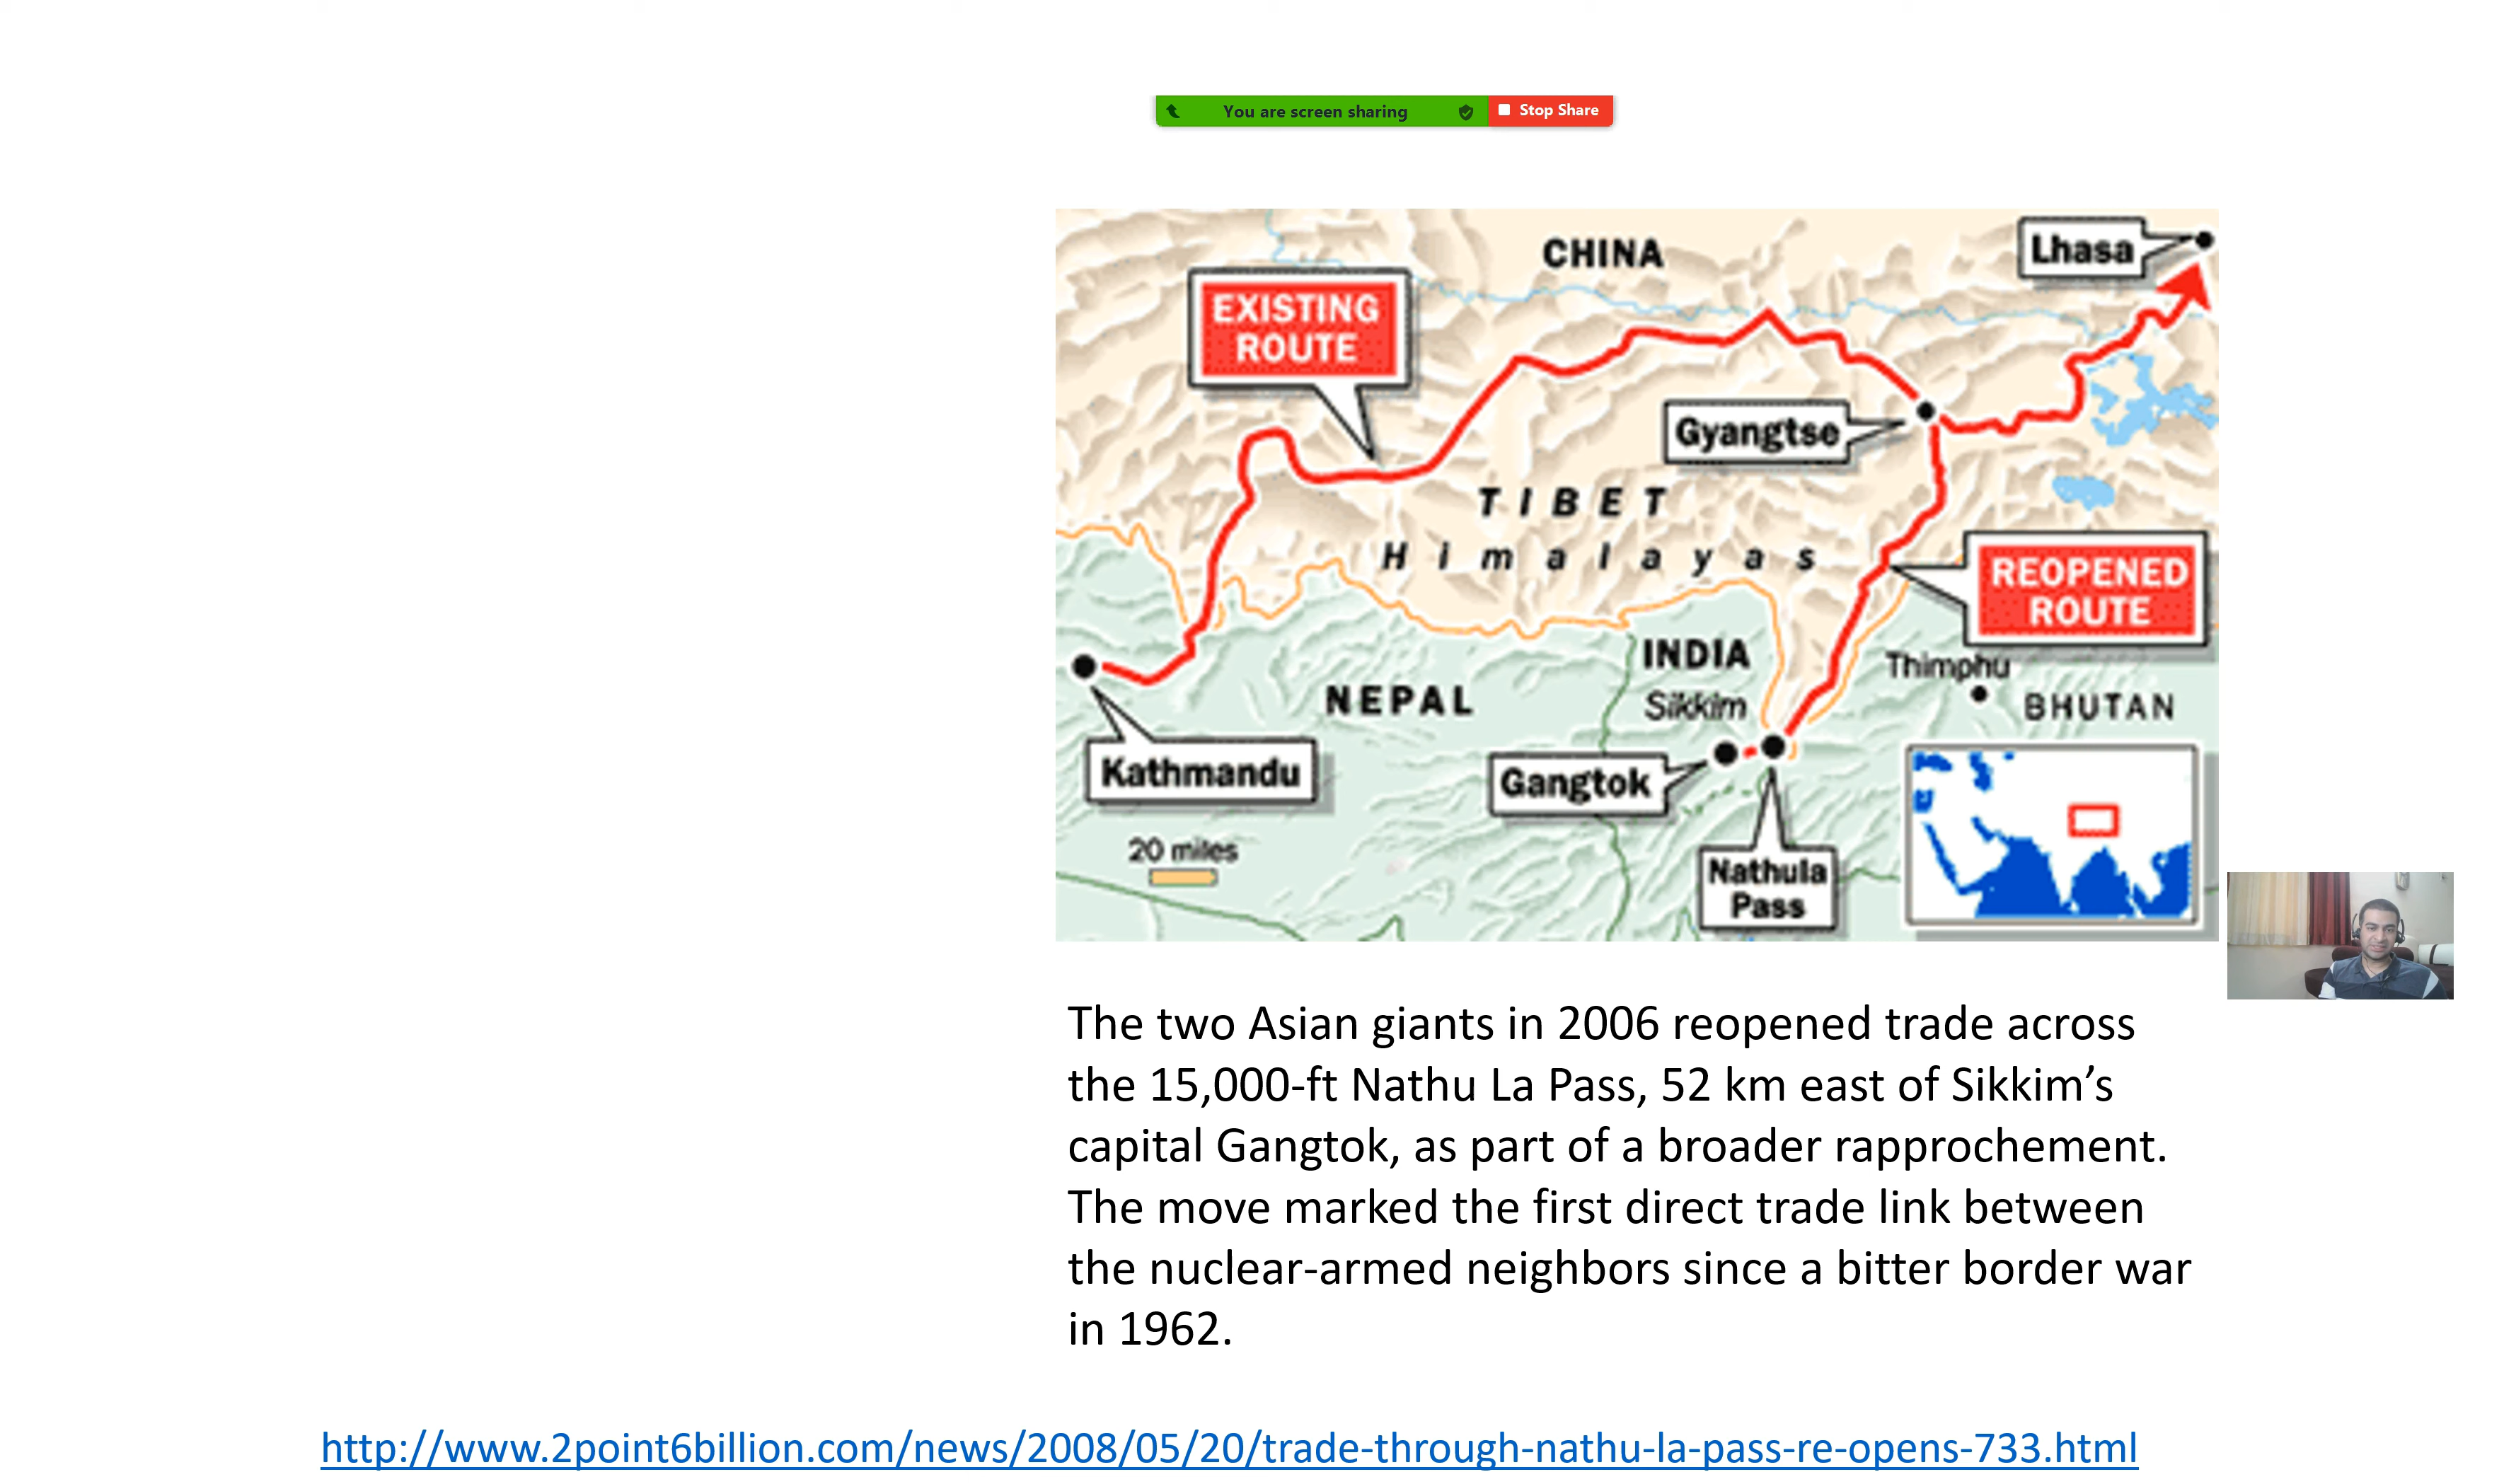 You are screen sharing
Stop Share
CHINA
Lhasa
EXISTING
ROUTE
Gyangtse
TIBET
Himalayas
REOPENED
ROUTE
INDIA
Thimphu
Sikkim
NEPAL
BHUTAN
Kathmandu
Gangtok
20 miles
Nathula
Pass
The two Asian giants in 2006 reopened trade across
the 15,000-ft Nathu La Pass, 52 km east of Sikkim’s
capital Gangtok, as part of a broader rapprochement.
The move marked the first direct trade link between
the nuclear-armed neighbors since a bitter border war
in 1962.
http://www.2point6billion.com/news/2008/05/20/trade-through-nathu-la-pass-re-opens-733.html